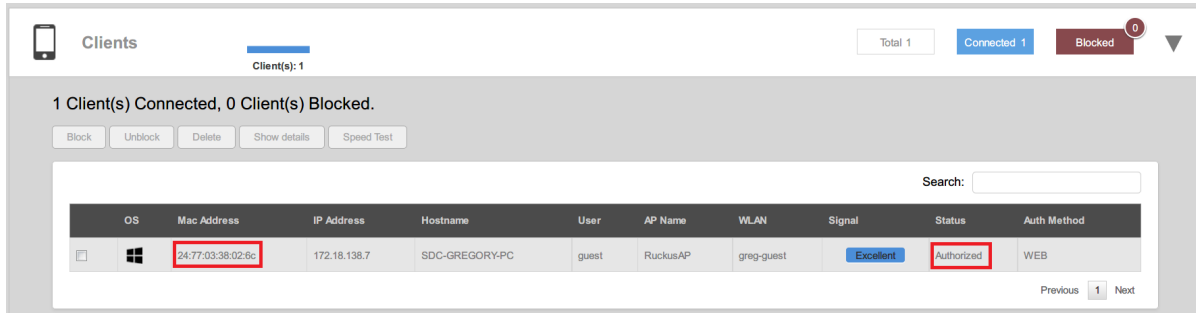 Clients Client(s): 1 Total 1 Connected 1 Blocked 0
1 Client(s) Connected, 0 Client(s) Blocked.
Block Unblock Delete Show details Speed Test
Search:
OS Mac Address IP Address Hostname User AP Name WLAN Signal Status Auth Method
24:77:03:38:02:6c 172.18.138.7 SDC-GREGORY-PC guest RuckusAP greg-guest Excellent Authorized WEB
Previous 1 Next